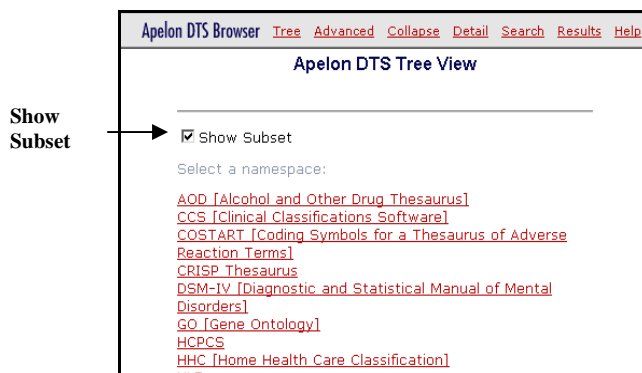 Apelon DTS Browser Tree Advanced Collapse Detail Search Results Help
Apelon DTS Tree View
Show
Subset
Show Subset
Select a namespace:
AOD [Alcohol and Other Drug Thesaurus]
CCS [Clinical Classifications Software]
COSTART [Coding Symbols for a Thesaurus of Adverse
Reaction Terms]
CRISP Thesaurus
DSM-IV [Diagnostic and Statistical Manual of Mental
Disorders]
GO [Gene Ontology]
HCPCS
HHC [Home Health Care Classification]